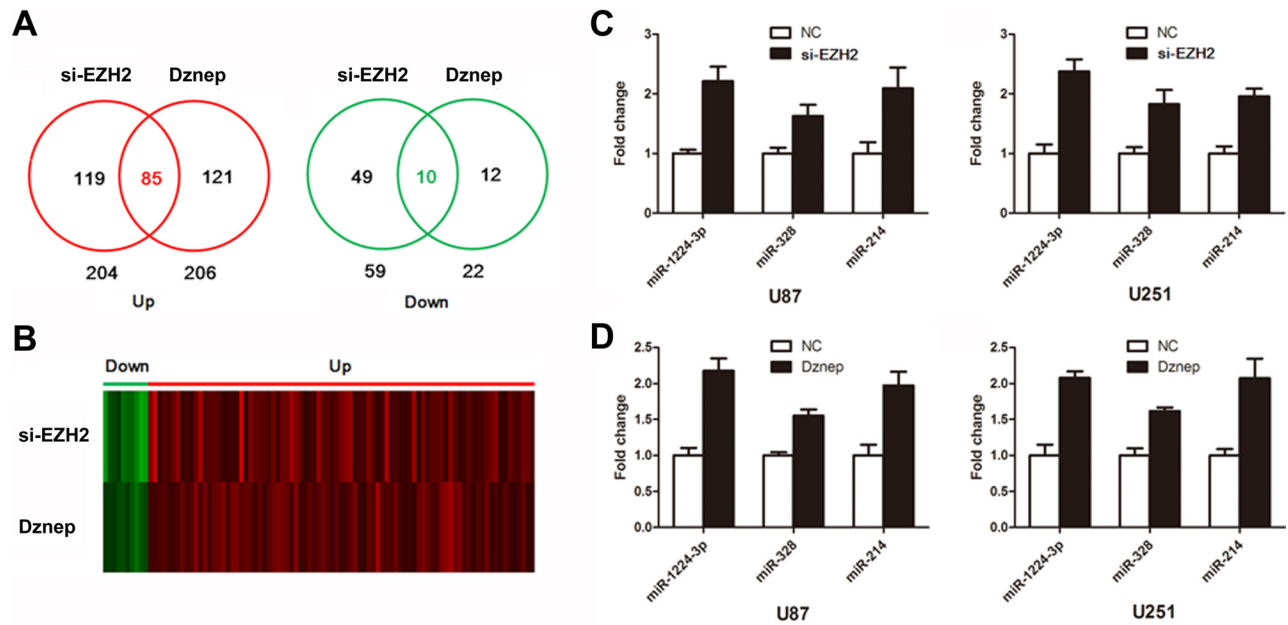 A
si-EZH2 Dznep
119 85 121
204 206
Up
si-EZH2 Dznep
49 10 12
59 22
Down
B
Down Up
si-EZH2
Dznep
C
NC
si-EZH2
Fold change
3
2
1
0
miR-1224-3p
miR-328
miR-214
U87
NC
si-EZH2
Fold change
3
2
1
0
miR-1224-3p
miR-328
miR-214
U251
D
NC
Dznep
Fold change
2.5
2.0
1.5
1.0
0.5
0.0
miR-1224-3p
miR-328
miR-214
U87
NC
Dznep
Fold change
2.5
2.0
1.5
1.0
0.5
0.0
miR-1224-3p
miR-328
miR-214
U251